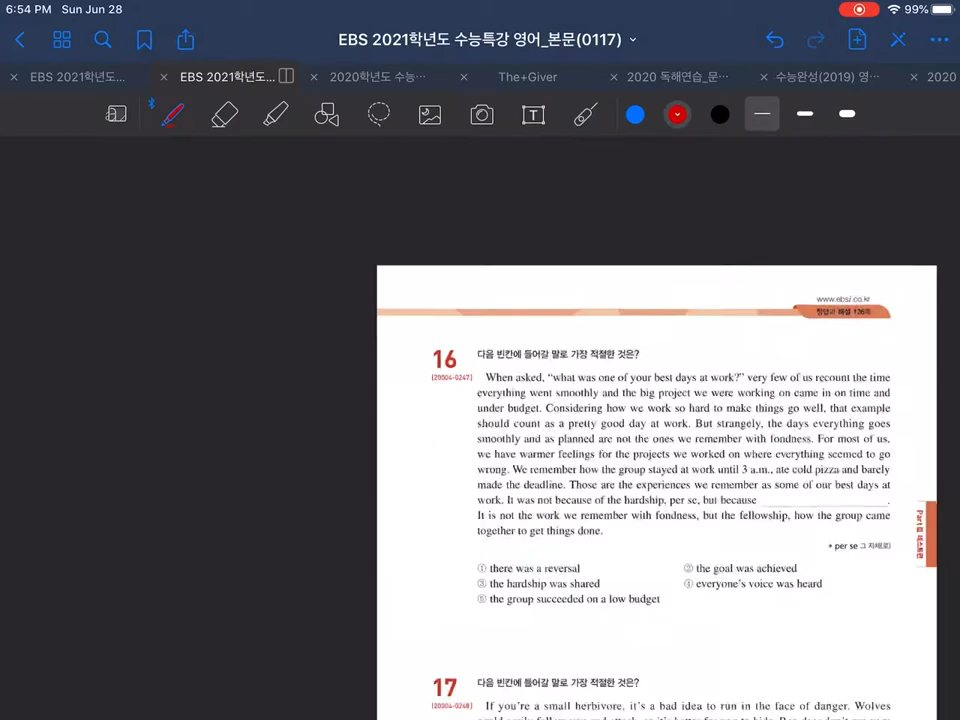 6:54 PM Sun Jun 28
99%
EBS 2021학년도 수능특강 영어_본문(0117)
EBS 2021학년도...
EBS 2021학년도...
2020학년도 수능...
The+Giver
2020 독해연습_문...
수능완성(2019) 영...
2020
T
www.ebsi.co.kr
정답과 해설 126쪽
16 다음 빈칸에 들어갈 말로 가장 적절한 것은?
[20004-0247]
When asked, "what was one of your best days at work?" very few of us recount the time
everything went smoothly and the big project we were working on came in on time and
under budget. Considering how we work so hard to make things go well, that example
should count as a pretty good day at work. But strangely, the days everything goes
smoothly and as planned are not the ones we remember with fondness. For most of us,
we have warmer feelings for the projects we worked on where everything seemed to go
wrong. We remember how the group stayed at work until 3 a.m., ate cold pizza and barely
made the deadline. Those are the experiences we remember as some of our best days at
work. It was not because of the hardship, per se, but because ____________________.
It is not the work we remember with fondness, but the fellowship, how the group came
together to get things done.
* per se 그 자체(로)
① there was a reversal
② the goal was achieved
③ the hardship was shared
④ everyone's voice was heard
⑤ the group succeeded on a low budget
Part Ⅲ 테스트편
17 다음 빈칸에 들어갈 말로 가장 적절한 것은?
[20004-0248]
If you're a small herbivore, it's a bad idea to run in the face of danger. Wolves